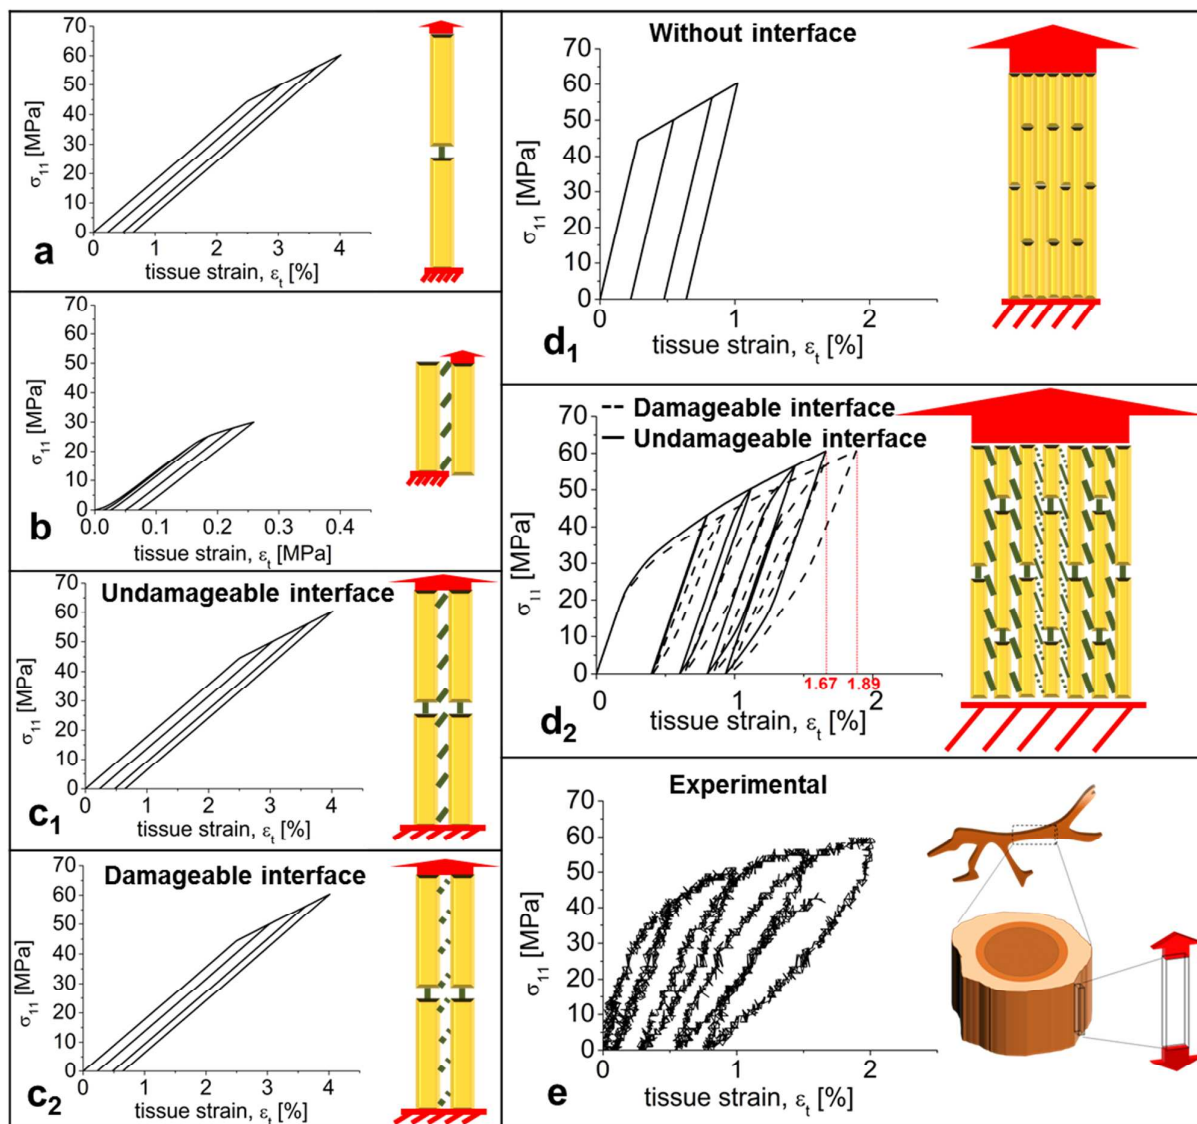 70
60
50
40
30
20
10
0
σ11 [MPa]
0 1 2 3 4
tissue strain, εt [%]
a
70
60
50
40
30
20
10
0
σ11 [MPa]
0.0 0.1 0.2 0.3 0.4
tissue strain, εt [MPa]
b
Undamageable interface
70
60
50
40
30
20
10
0
σ11 [MPa]
0 1 2 3 4
tissue strain, εt [%]
c1
Damageable interface
70
60
50
40
30
20
10
0
σ11 [MPa]
0 1 2 3 4
tissue strain, εt [%]
c2
Without interface
70
60
50
40
30
20
10
0
σ11 [MPa]
0 1 2
tissue strain, εt [%]
d1
Damageable interface
Undamageable interface
70
60
50
40
30
20
10
0
σ11 [MPa]
1.67 1.89
0 1 2
tissue strain, εt [%]
d2
Experimental
70
60
50
40
30
20
10
0
σ11 [MPa]
0 1 2
tissue strain, εt [%]
e